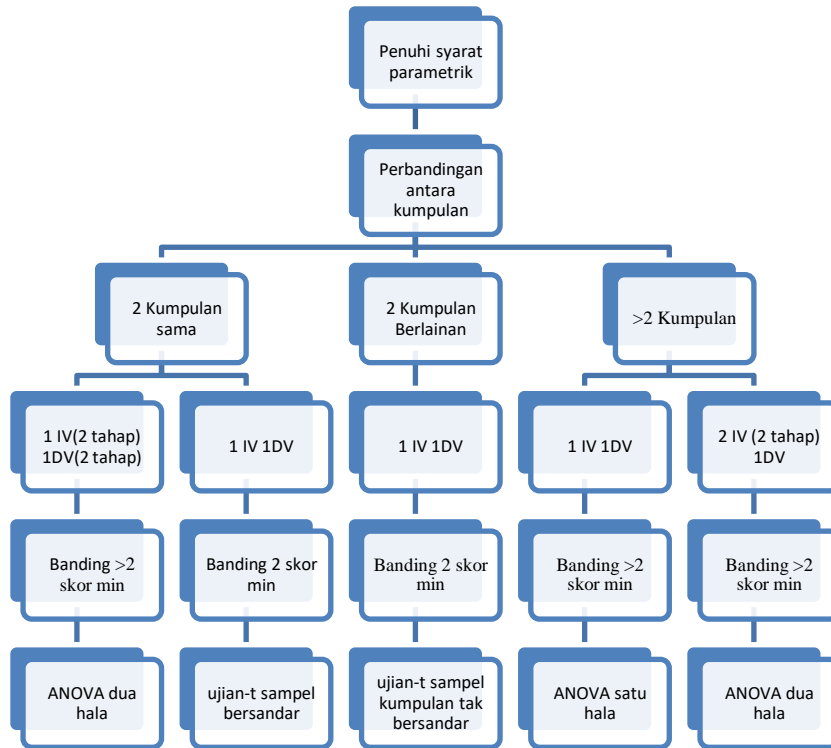 Penuhi syarat
parametrik
Perbandingan
antara
kumpulan
2 Kumpulan
sama
2 Kumpulan
Berlainan
>2 Kumpulan
1 IV(2 tahap)
1DV(2 tahap)
1 IV 1DV
1 IV 1DV
1 IV 1DV
2 IV (2 tahap)
1DV
Banding >2
skor min
Banding 2 skor
min
Banding 2 skor
min
Banding >2
skor min
Banding >2
skor min
ANOVA dua
hala
ujian-t sampel
bersandar
ujian-t sampel
kumpulan tak
bersandar
ANOVA satu
hala
ANOVA dua
hala